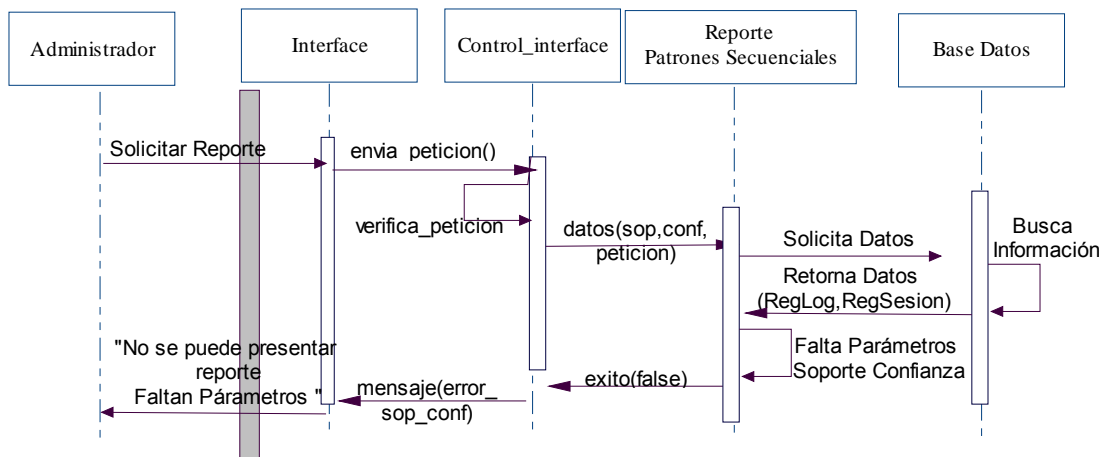 Administrador
Interface
Control_interface
Reporte
Patrones Secuenciales
Base Datos
Solicitar Reporte
envia_peticion()
verifica_peticion
datos(sop,conf,
peticion)
Solicita Datos
Busca
Información
Retorna Datos
(RegLog,RegSesion)
Falta Parámetros
Soporte Confianza
exito(false)
mensaje(error_
sop_conf)
"No se puede presentar
reporte
Faltan Párametros "